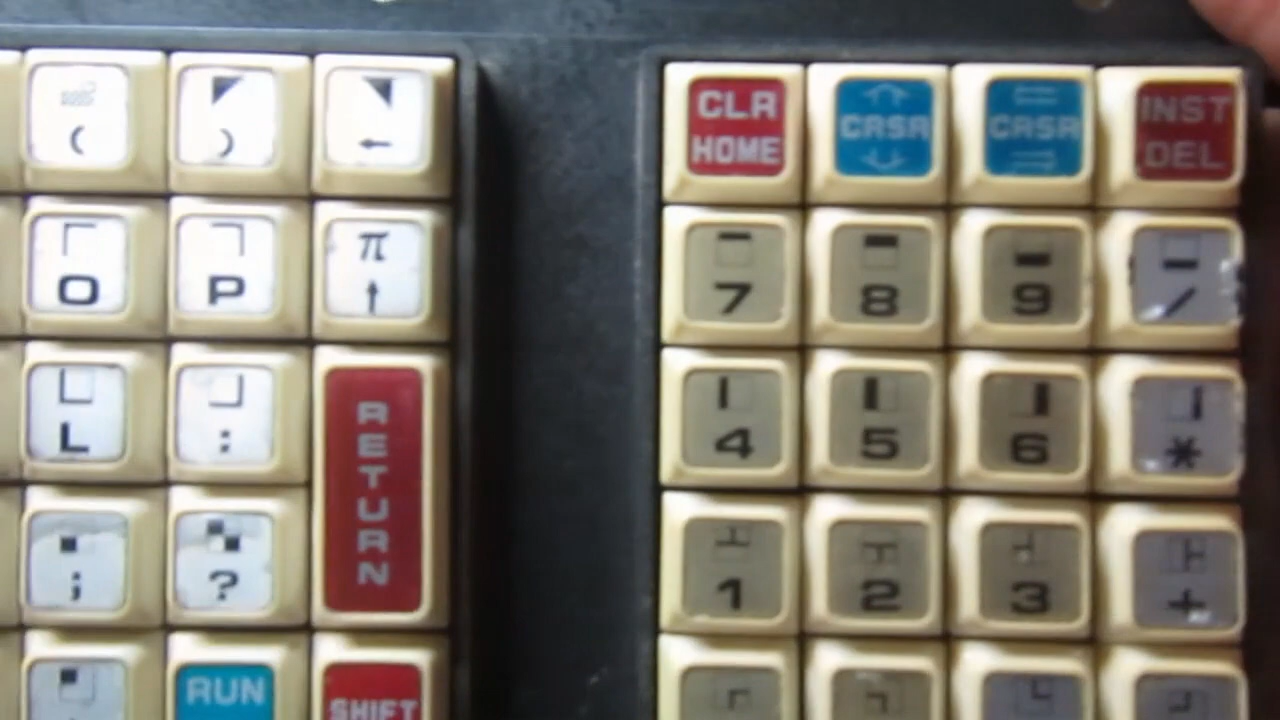 ( ) ← CLR HOME CRSR CRSR INST DEL
O P π ↑ 7 8 9 /
L : RETURN 4 5 6 *
; ? 1 2 3 +
RUN SHIFT